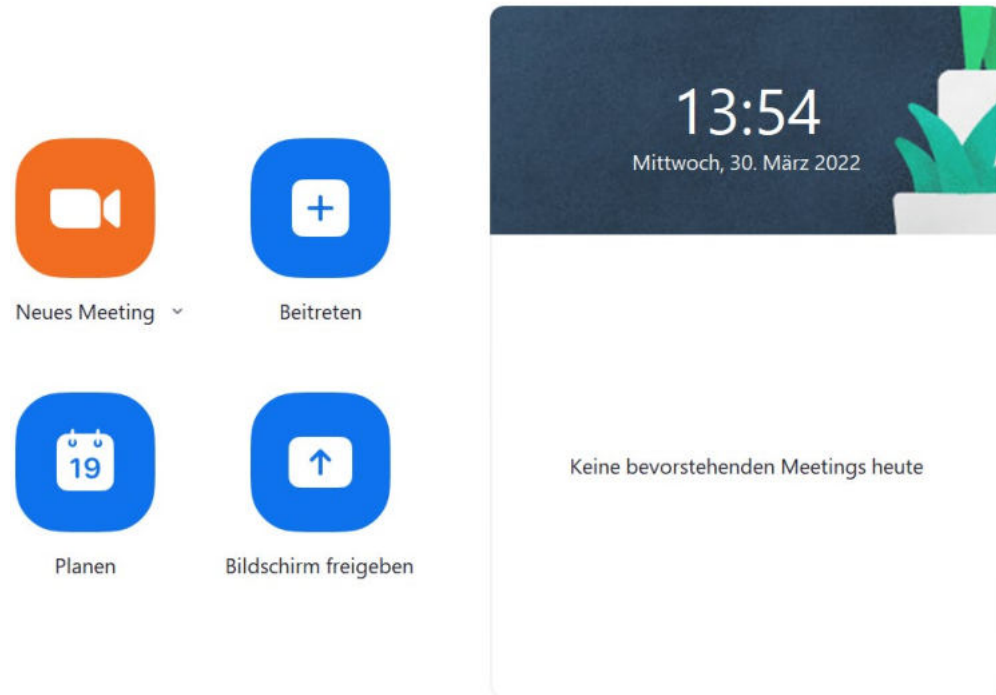 13:54
Mittwoch, 30. März 2022
Neues Meeting
Beitreten
19
Planen
Bildschirm freigeben
Keine bevorstehenden Meetings heute